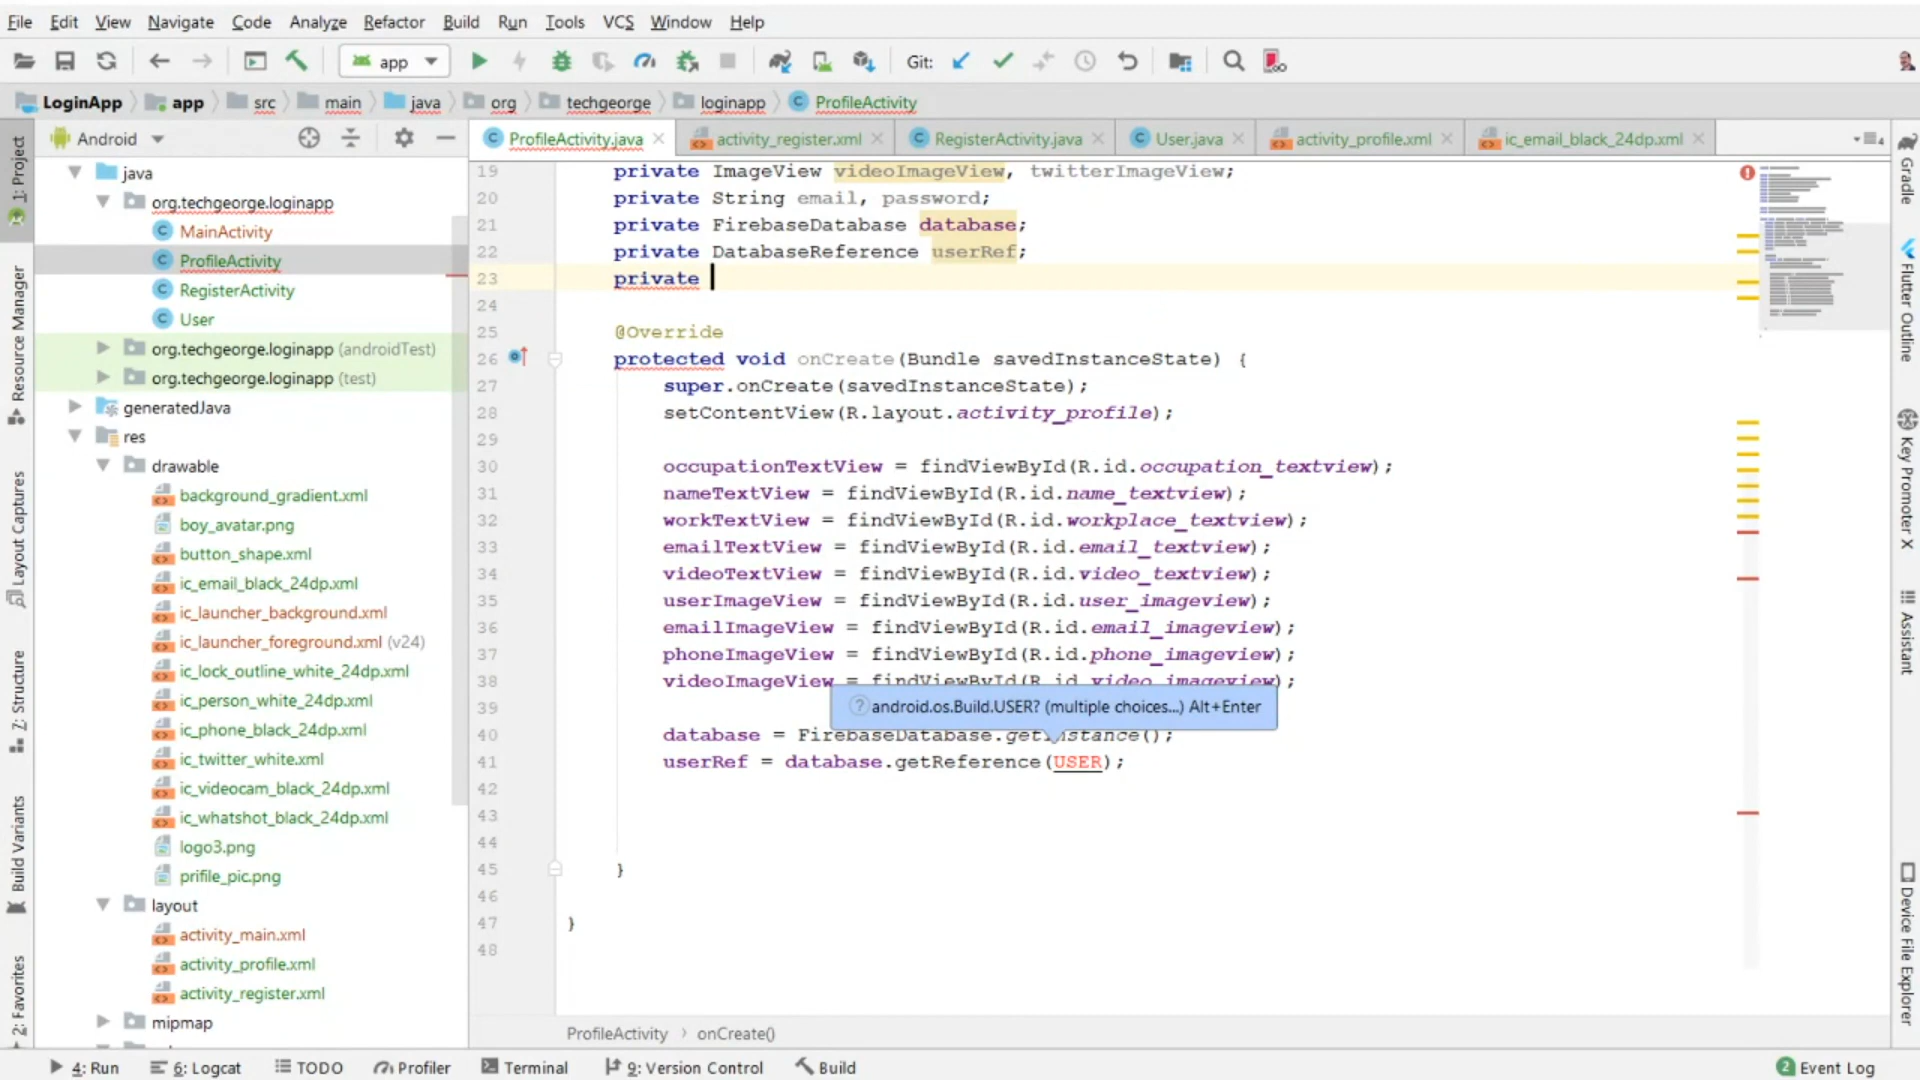 File Edit View Navigate Code Analyze Refactor Build Run Tools VCS Window Help
app Git:
LoginApp app src main java org techgeorge loginapp ProfileActivity
Android
ProfileActivity.java activity_register.xml RegisterActivity.java User.java activity_profile.xml ic_email_black_24dp.xml
java
org.techgeorge.loginapp
MainActivity
ProfileActivity
RegisterActivity
User
org.techgeorge.loginapp (androidTest)
org.techgeorge.loginapp (test)
generatedJava
res
drawable
background_gradient.xml
boy_avatar.png
button_shape.xml
ic_email_black_24dp.xml
ic_launcher_background.xml
ic_launcher_foreground.xml (v24)
ic_lock_outline_white_24dp.xml
ic_person_white_24dp.xml
ic_phone_black_24dp.xml
ic_twitter_white.xml
ic_videocam_black_24dp.xml
ic_whatshot_black_24dp.xml
logo3.png
prifile_pic.png
layout
activity_main.xml
activity_profile.xml
activity_register.xml
mipmap
19 private ImageView videoImageView, twitterImageView;
20 private String email, password;
21 private FirebaseDatabase database;
22 private DatabaseReference userRef;
23 private
24
25 @Override
26 protected void onCreate(Bundle savedInstanceState) {
27 super.onCreate(savedInstanceState);
28 setContentView(R.layout.activity_profile);
29
30 occupationTextView = findViewById(R.id.occupation_textview);
31 nameTextView = findViewById(R.id.name_textview);
32 workTextView = findViewById(R.id.workplace_textview);
33 emailTextView = findViewById(R.id.email_textview);
34 videoTextView = findViewById(R.id.video_textview);
35 userImageView = findViewById(R.id.user_imageview);
36 emailImageView = findViewById(R.id.email_imageview);
37 phoneImageView = findViewById(R.id.phone_imageview);
38 videoImageView = findViewById(R.id.video_imageview);
39
android.os.Build.USER? (multiple choices...) Alt+Enter
40 database = FirebaseDatabase.getInstance();
41 userRef = database.getReference(USER);
42
43
44
45 }
46
47 }
48
ProfileActivity onCreate()
1: Project
Resource Manager
Layout Captures
Z: Structure
Build Variants
2: Favorites
Gradle
Flutter Outline
Key Promoter X
Assistant
Device File Explorer
4: Run 6: Logcat TODO Profiler Terminal 9: Version Control Build 2 Event Log